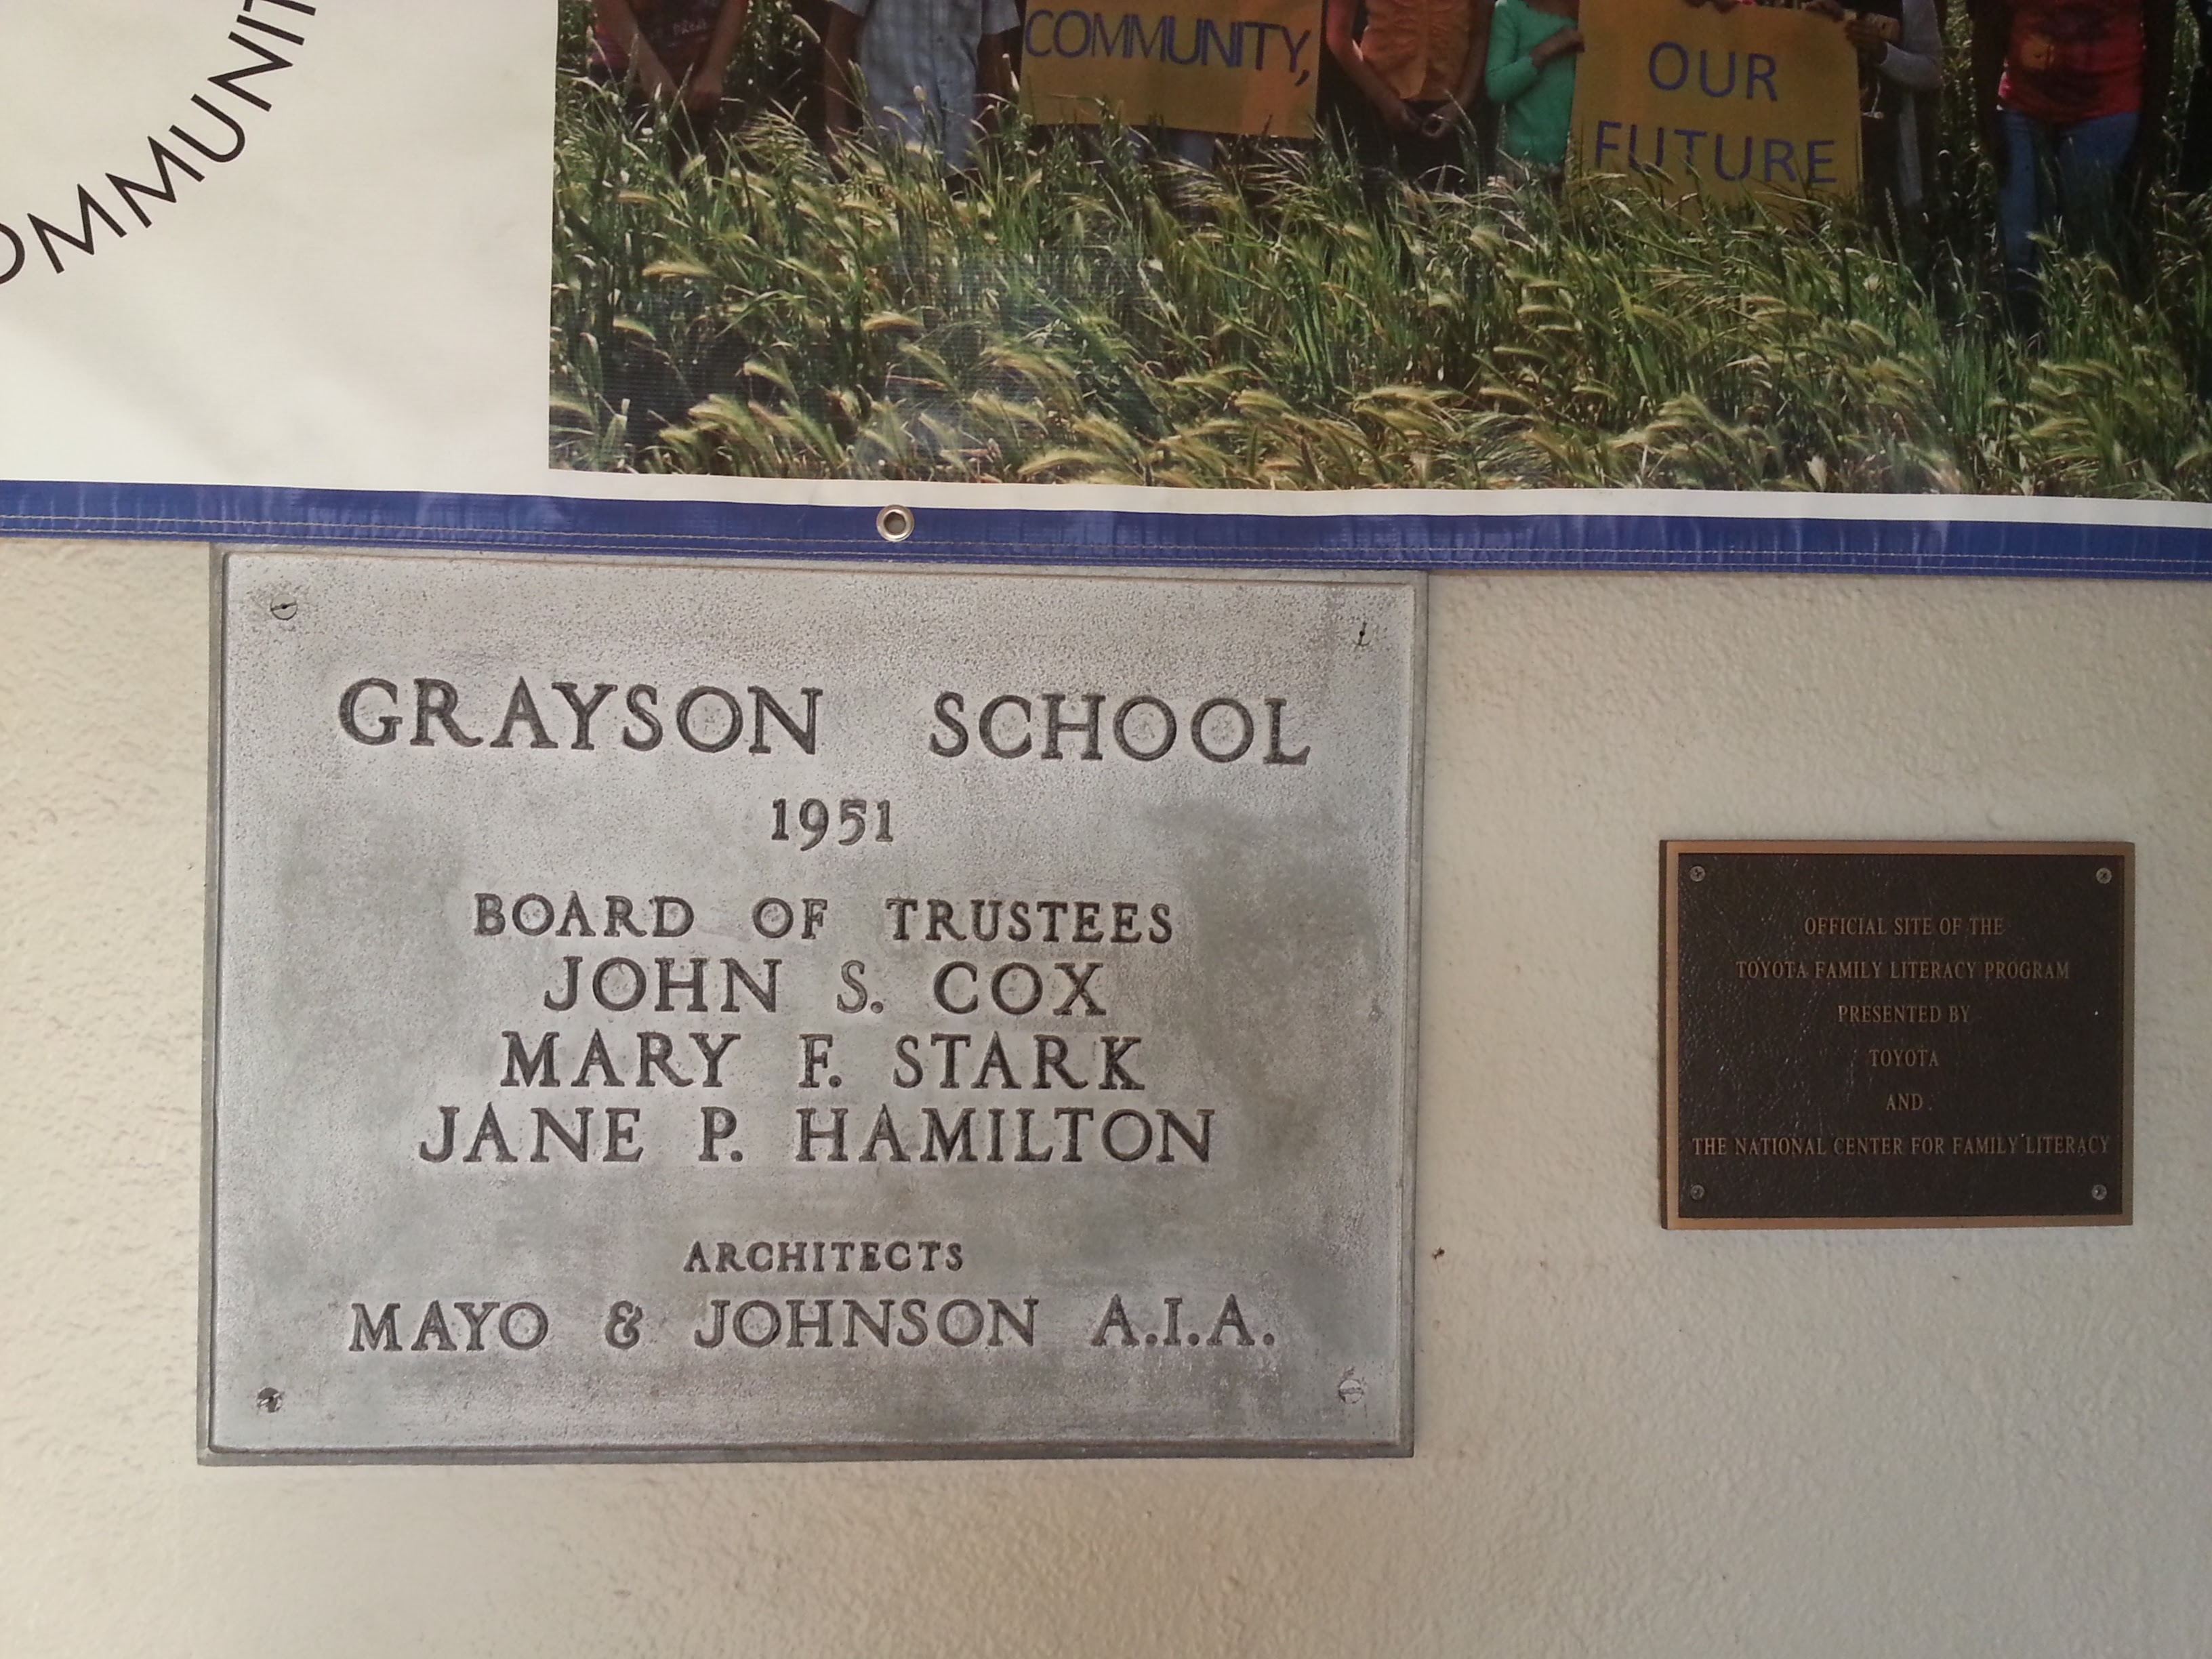 COMMUNITY,
OUR
FUTURE
GRAYSON SCHOOL
1951
BOARD OF TRUSTEES
JOHN S. COX
MARY F. STARK
JANE P. HAMILTON
ARCHITECTS
MAYO & JOHNSON A.I.A.
OFFICIAL SITE OF THE
TOYOTA FAMILY LITERACY PROGRAM
PRESENTED BY
TOYOTA
AND
THE NATIONAL CENTER FOR FAMILY LITERACY